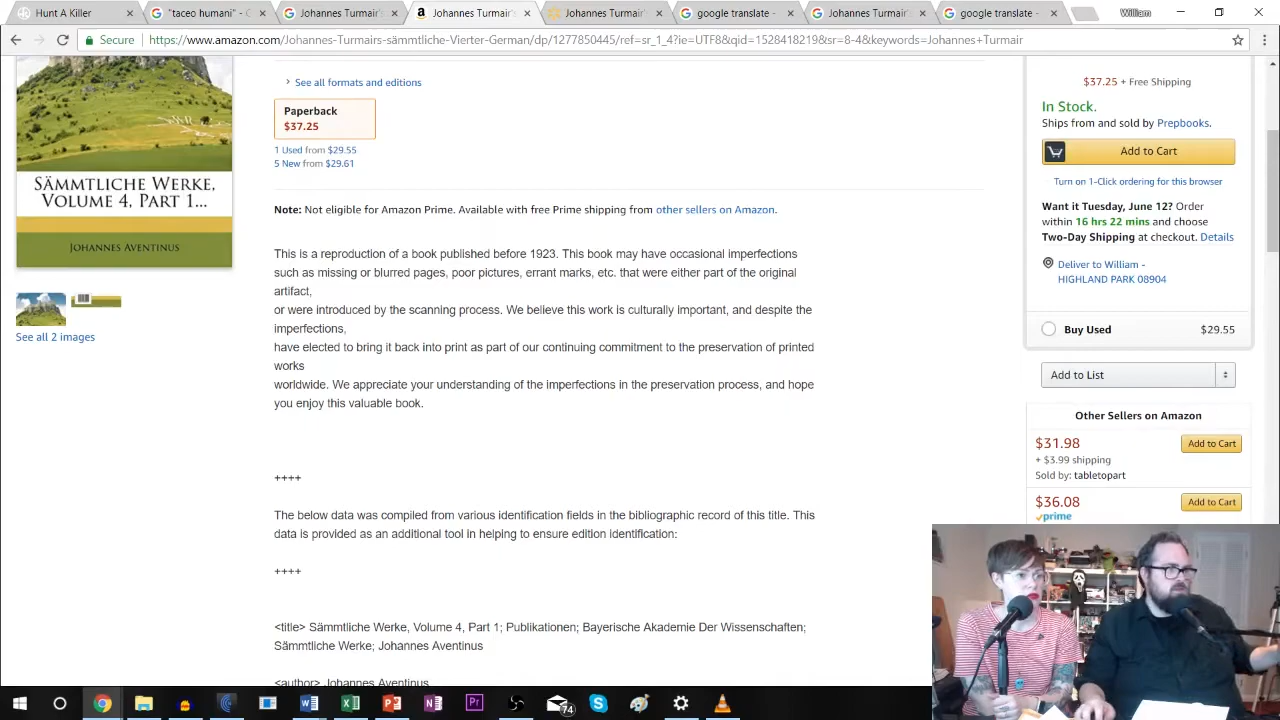 Hunt A Killer
"taceo humani" - G
Johannes Turmair's
Johannes Turmair's
Johannes Turmair's
google translate -
Johannes Turmair's
google translate -
William
Secure
https://www.amazon.com/Johannes-Turmairs-sämmtliche-Vierter-German/dp/1277850445/ref=sr_1_4?ie=UTF8&qid=1528418219&sr=8-4&keywords=Johannes+Turmair
See all formats and editions
Paperback
$37.25
1 Used from $29.55
5 New from $29.61
SÄMMTLICHE WERKE,
VOLUME 4, PART 1...
JOHANNES AVENTINUS
See all 2 images
Note: Not eligible for Amazon Prime. Available with free Prime shipping from other sellers on Amazon.
This is a reproduction of a book published before 1923. This book may have occasional imperfections
such as missing or blurred pages, poor pictures, errant marks, etc. that were either part of the original
artifact,
or were introduced by the scanning process. We believe this work is culturally important, and despite the
imperfections,
have elected to bring it back into print as part of our continuing commitment to the preservation of printed
works
worldwide. We appreciate your understanding of the imperfections in the preservation process, and hope
you enjoy this valuable book.
++++
The below data was compiled from various identification fields in the bibliographic record of this title. This
data is provided as an additional tool in helping to ensure edition identification:
++++
<title> Sämmtliche Werke, Volume 4, Part 1; Publikationen; Bayerische Akademie Der Wissenschaften;
Sämmtliche Werke; Johannes Aventinus
<author> Johannes Aventinus
$37.25 + Free Shipping
In Stock.
Ships from and sold by Prepbooks.
Add to Cart
Turn on 1-Click ordering for this browser
Want it Tuesday, June 12? Order
within 16 hrs 22 mins and choose
Two-Day Shipping at checkout. Details
Deliver to William -
HIGHLAND PARK 08904
Buy Used
$29.55
Add to List
Other Sellers on Amazon
$31.98
Add to Cart
+ $3.99 shipping
Sold by: tabletopart
$36.08
Add to Cart
prime
74